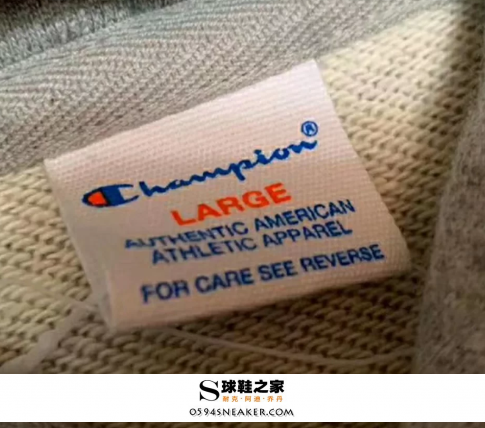 Champion®
LARGE
AUTHENTIC AMERICAN
ATHLETIC APPAREL
FOR CARE SEE REVERSE
S 球鞋之家
耐克·阿迪·乔丹
0594SNEAKER.COM